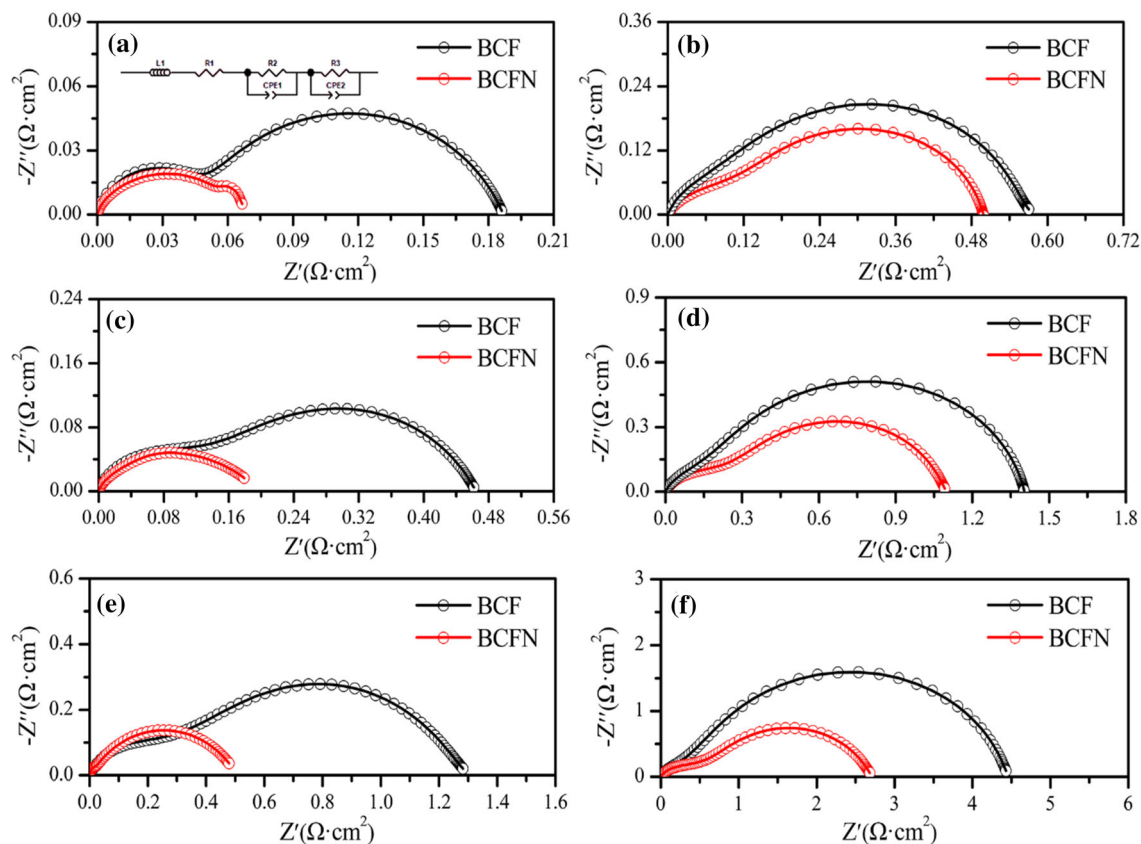 (a)
BCF
BCFN
L1 R1 R2 R3
CPE1 CPE2
0.09
0.06
0.03
0.00
-Z''(Ω·cm²)
0.00 0.03 0.06 0.09 0.12 0.15 0.18 0.21
Z'(Ω·cm²)
(b)
BCF
BCFN
0.36
0.24
0.12
0.00
-Z''(Ω·cm²)
0.00 0.12 0.24 0.36 0.48 0.60 0.72
Z'(Ω·cm²)
(c)
BCF
BCFN
0.24
0.16
0.08
0.00
-Z''(Ω·cm²)
0.00 0.08 0.16 0.24 0.32 0.40 0.48 0.56
Z'(Ω·cm²)
(d)
BCF
BCFN
0.9
0.6
0.3
0.0
-Z''(Ω·cm²)
0.0 0.3 0.6 0.9 1.2 1.5 1.8
Z'(Ω·cm²)
(e)
BCF
BCFN
0.6
0.4
0.2
0.0
-Z''(Ω·cm²)
0.0 0.2 0.4 0.6 0.8 1.0 1.2 1.4 1.6
Z'(Ω·cm²)
(f)
BCF
BCFN
3
2
1
0
-Z''(Ω·cm²)
0 1 2 3 4 5 6
Z'(Ω·cm²)